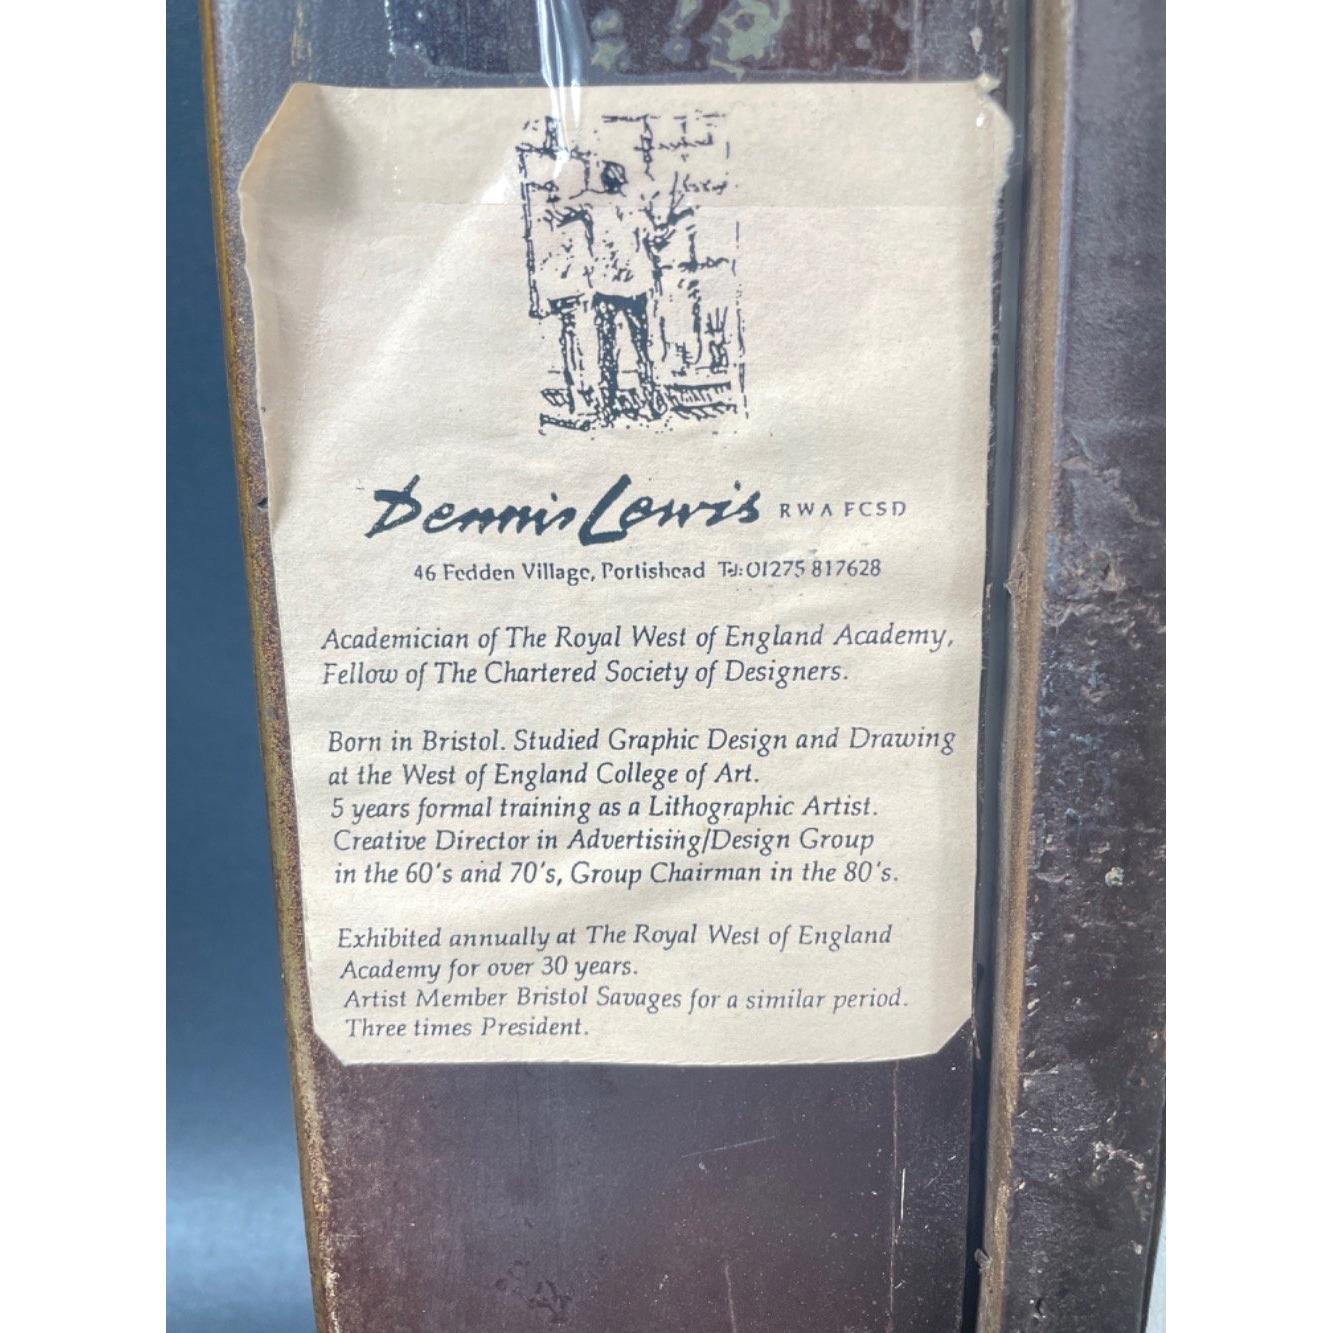 Dennis Lewis RWA FCSD
46 Fedden Village, Portishead Tel: 01275 817628
Academician of The Royal West of England Academy,
Fellow of The Chartered Society of Designers.
Born in Bristol. Studied Graphic Design and Drawing
at the West of England College of Art.
5 years formal training as a Lithographic Artist.
Creative Director in Advertising/Design Group
in the 60's and 70's, Group Chairman in the 80's.
Exhibited annually at The Royal West of England
Academy for over 30 years.
Artist Member Bristol Savages for a similar period.
Three times President.